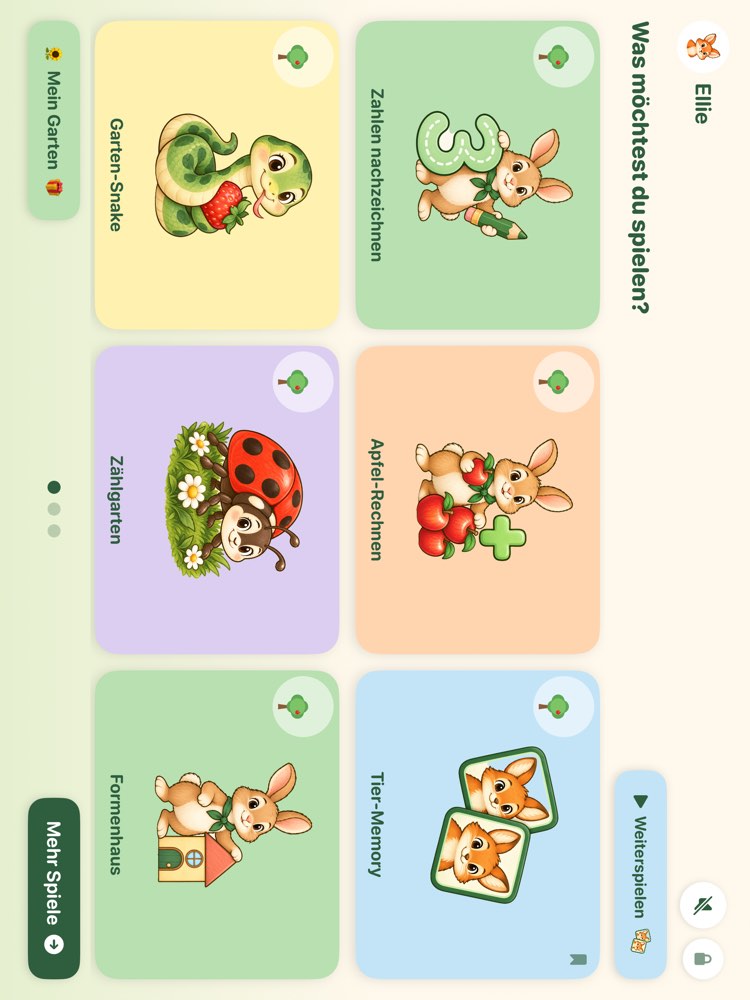 Ellie
Was möchtest du spielen?
Weiterspielen
Zahlen nachzeichnen
3
Apfel-Rechnen
Tier-Memory
Garten-Snake
Zählgarten
Formenhaus
Mein Garten
Mehr Spiele